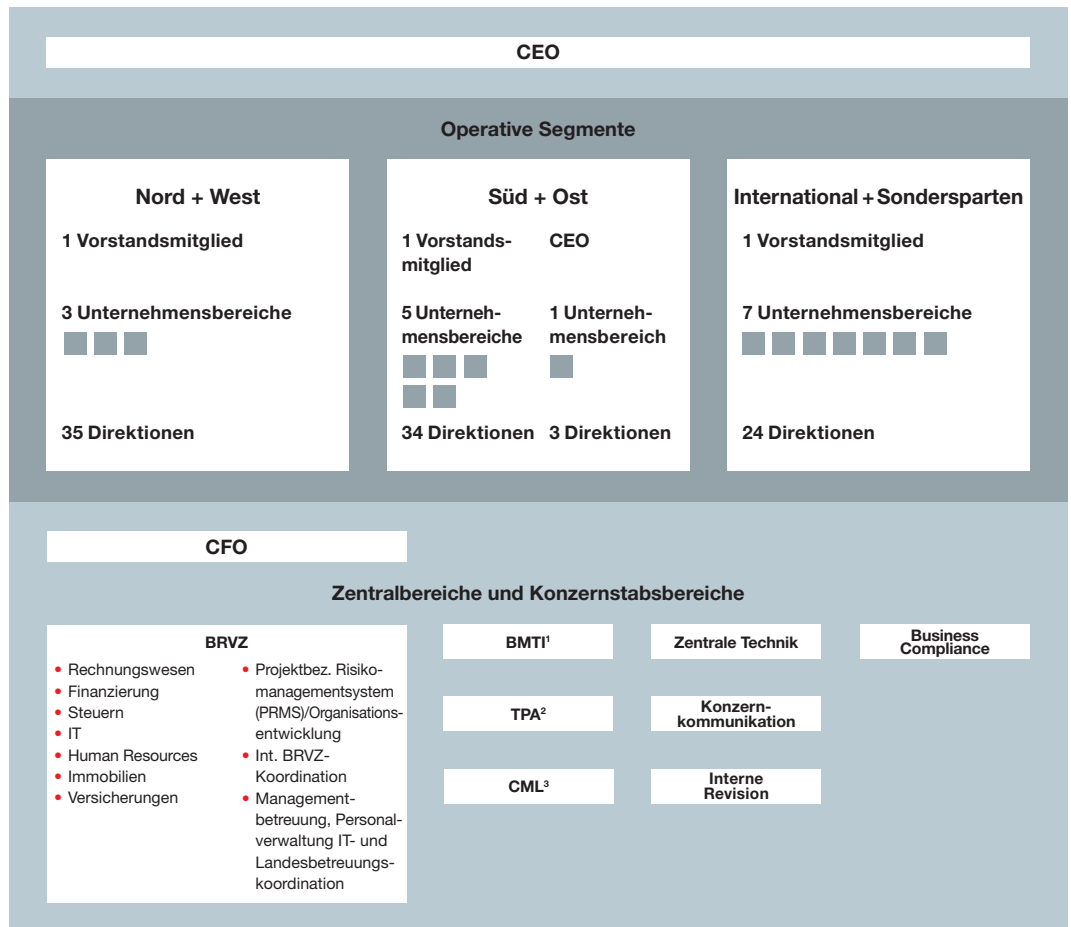 CEO
Operative Segmente
Nord + West
1 Vorstandsmitglied
3 Unternehmensbereiche
35 Direktionen
Süd + Ost
1 Vorstands-
mitglied
5 Unterneh-
mensbereiche
34 Direktionen
CEO
1 Unterneh-
mensbereich
3 Direktionen
International + Sondersparten
1 Vorstandsmitglied
7 Unternehmensbereiche
24 Direktionen
CFO
Zentralbereiche und Konzernstabsbereiche
BRVZ
• Rechnungswesen
• Finanzierung
• Steuern
• IT
• Human Resources
• Immobilien
• Versicherungen
• Projektbez. Risiko-
managementsystem
(PRMS)/Organisations-
entwicklung
• Int. BRVZ-
Koordination
• Management-
betreuung, Personal-
verwaltung IT- und
Landesbetreuungs-
koordination
BMTI¹
TPA²
CML³
Zentrale Technik
Konzern-
kommunikation
Interne
Revision
Business
Compliance